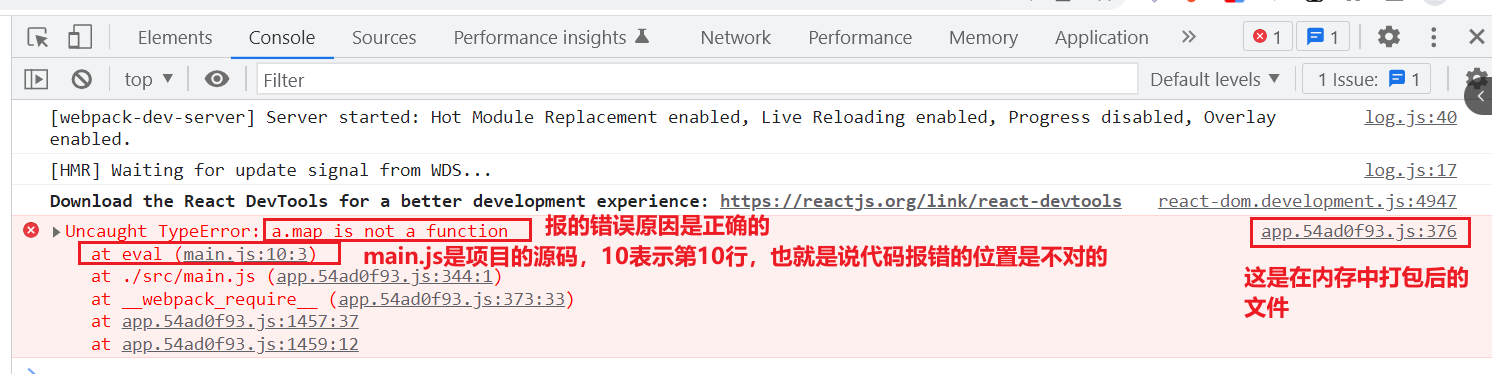 Elements Console Sources Performance insights Network Performance Memory Application » 1 1
top ▼ Filter Default levels ▼ 1 Issue: 1
[webpack-dev-server] Server started: Hot Module Replacement enabled, Live Reloading enabled, Progress disabled, Overlay log.js:40
enabled.
[HMR] Waiting for update signal from WDS... log.js:17
Download the React DevTools for a better development experience: https://reactjs.org/link/react-devtools react-dom.development.js:4947
Uncaught TypeError: a.map is not a function 报的错误原因是正确的 app.54ad0f93.js:376
at eval (main.js:10:3) main.js是项目的源码，10表示第10行，也就是说代码报错的位置是不对的
at ./src/main.js (app.54ad0f93.js:344:1)
at __webpack_require__ (app.54ad0f93.js:373:33)
at app.54ad0f93.js:1457:37
at app.54ad0f93.js:1459:12
这是在内存中打包后的
文件